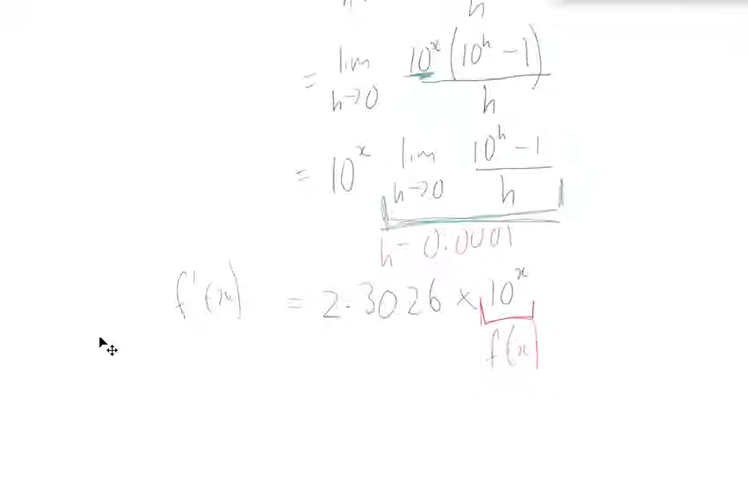 h
= lim 10^x (10^h - 1)
h→0 h
= 10^x lim 10^h - 1
h→0 h
h = 0.0001
f'(x) = 2.3026 × 10^x
f(x)